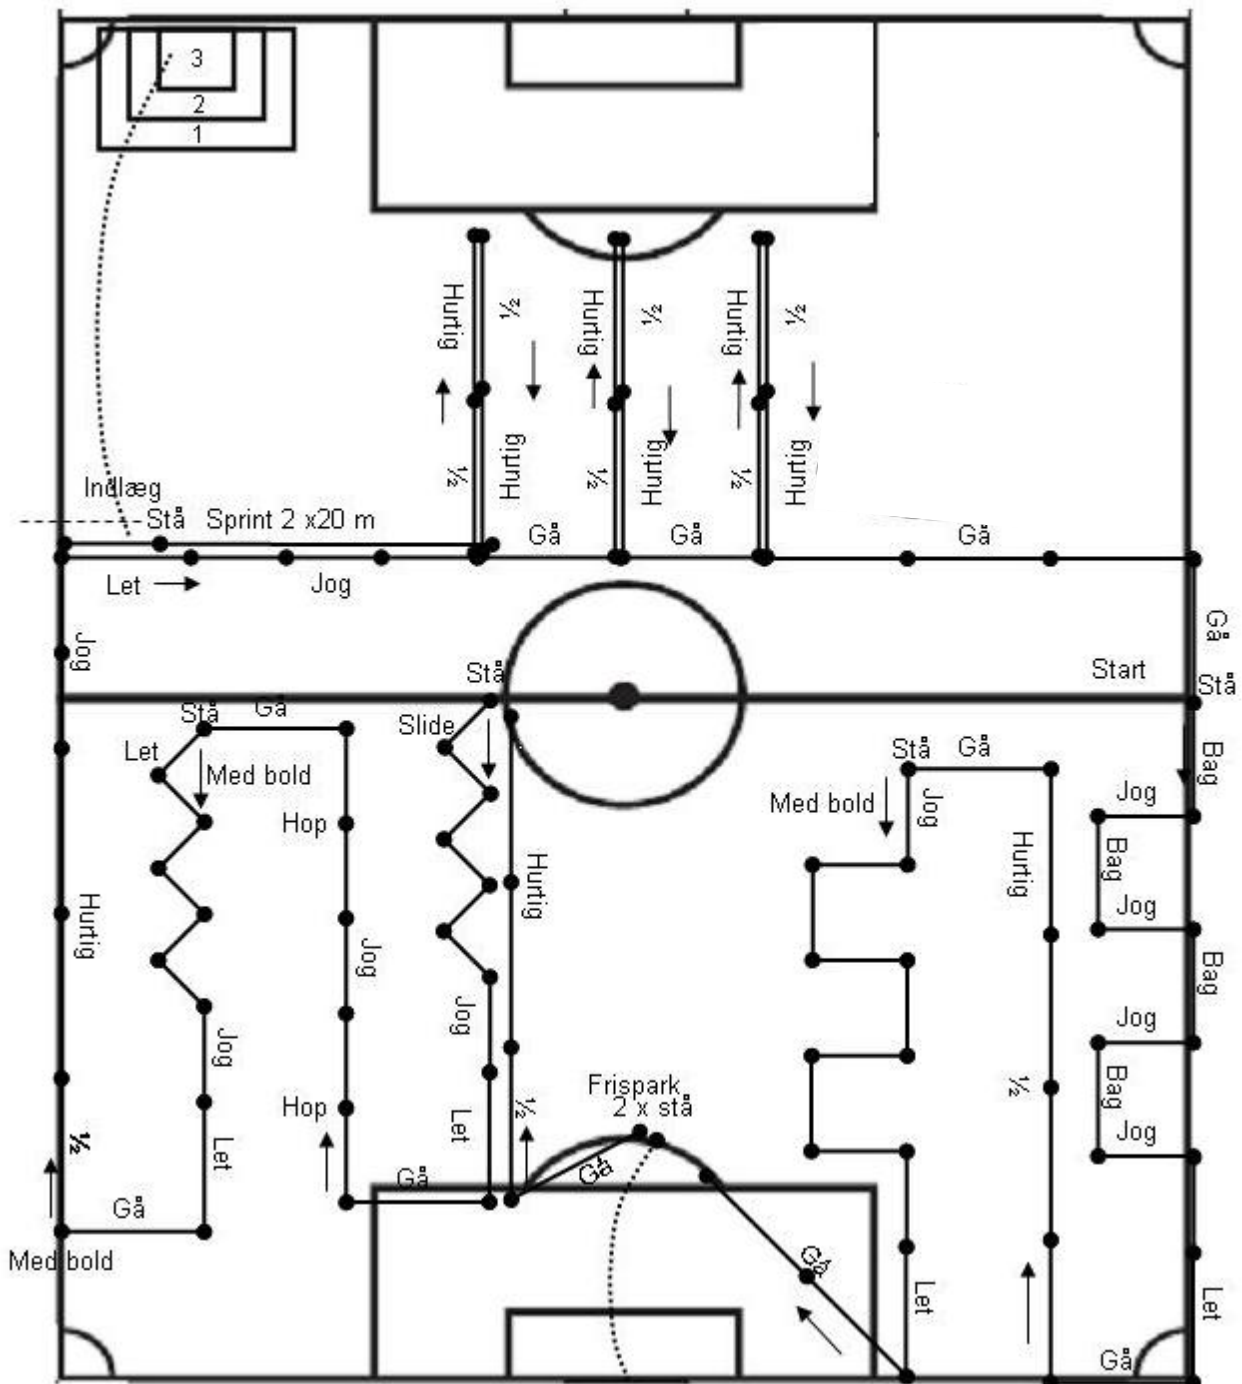 3
2
1
Hurtig
½
Hurtig
½
Hurtig
½
½
Hurtig
½
Hurtig
½
Hurtig
Indlæg
Stå
Sprint 2 x20 m
Gå
Gå
Gå
Let
Jog
Gå
Jog
Stå
Start
Stå
Stå
Gå
Slide
Let
Med bold
Stå
Gå
Bag
Med bold
Jog
Jog
Hop
Hurtig
Hurtig
Bag
Jog
Hurtig
Jog
Bag
Jog
Jog
Jog
Frispark
2 x stå
½
Bag
Hop
Let
½
Jog
½
Let
Gå
Gå
Gå
Med bold
Gå
Let
Let
Gå